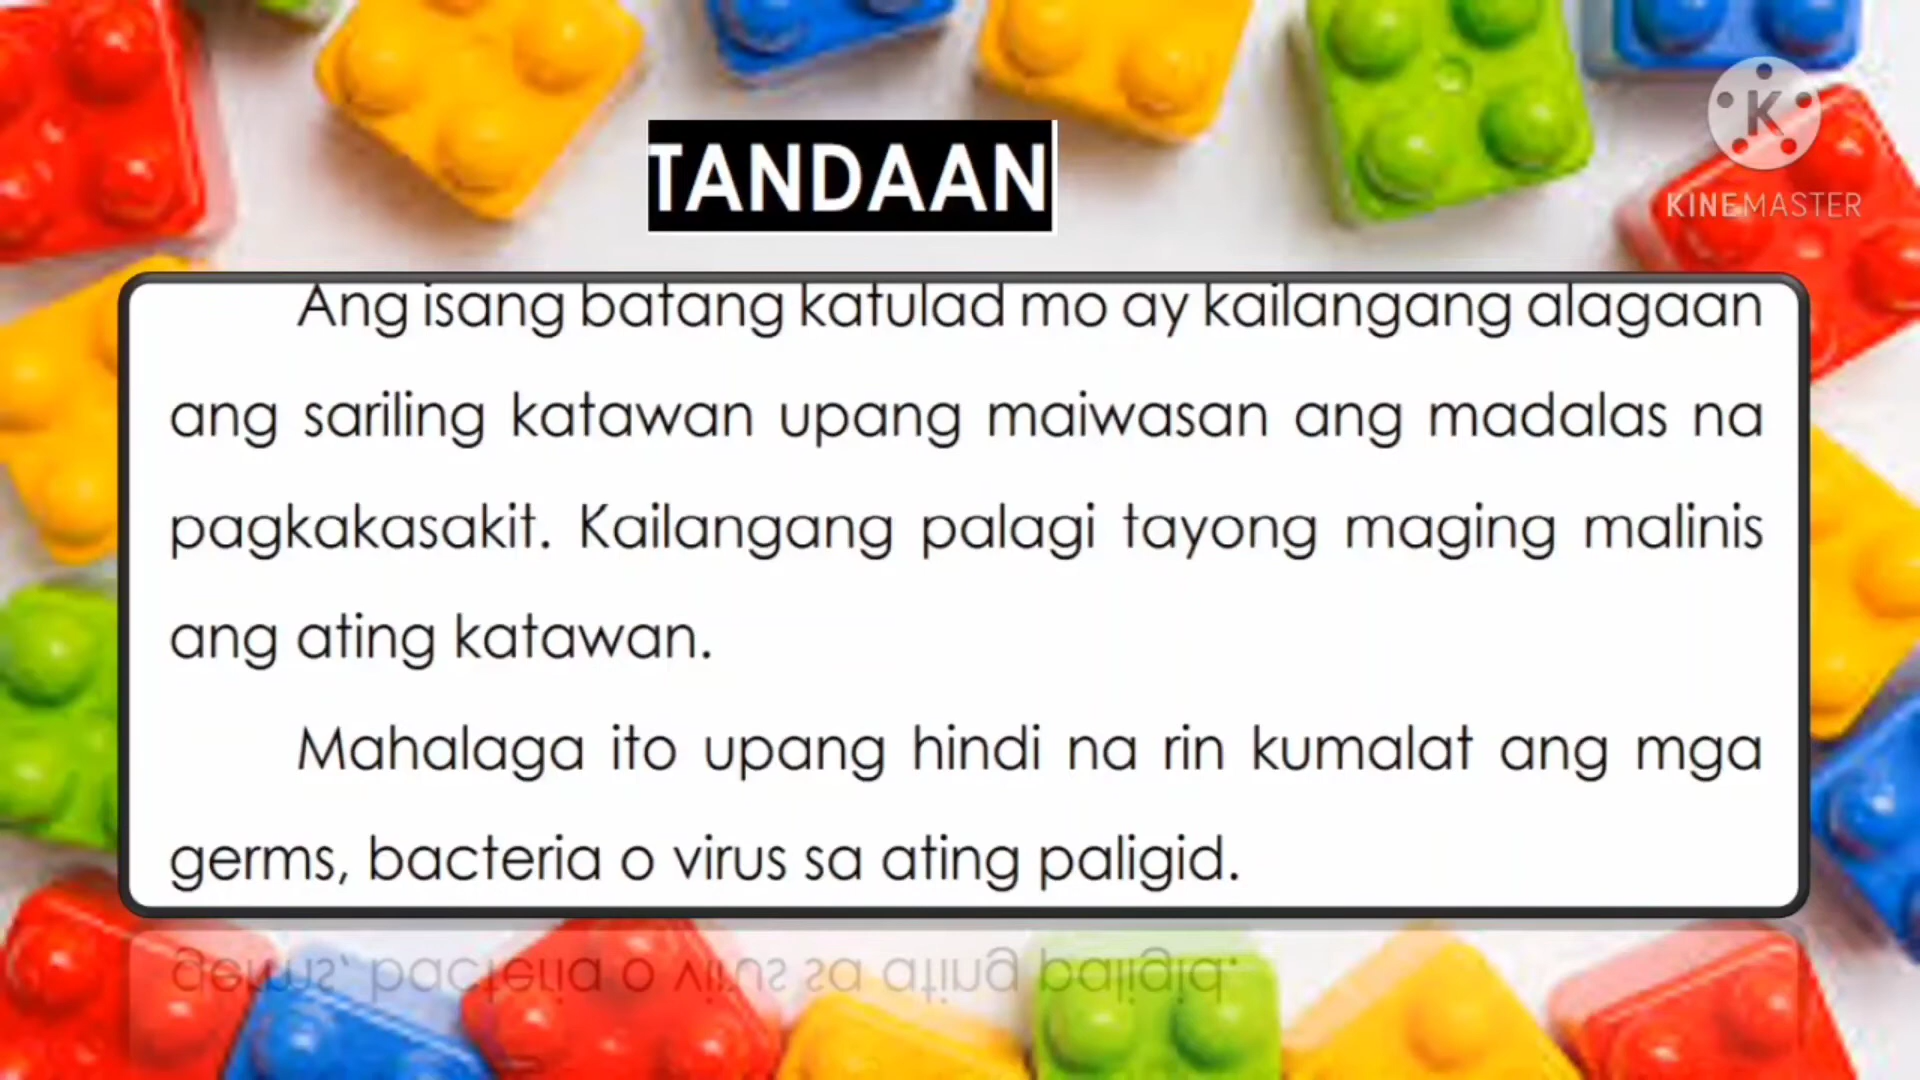 TANDAAN
KINEMASTER
Ang isang batang katulad mo ay kailangang alagaan
ang sariling katawan upang maiwasan ang madalas na
pagkakasakit. Kailangang palagi tayong maging malinis
ang ating katawan.
Mahalaga ito upang hindi na rin kumalat ang mga
germs, bacteria o virus sa ating paligid.